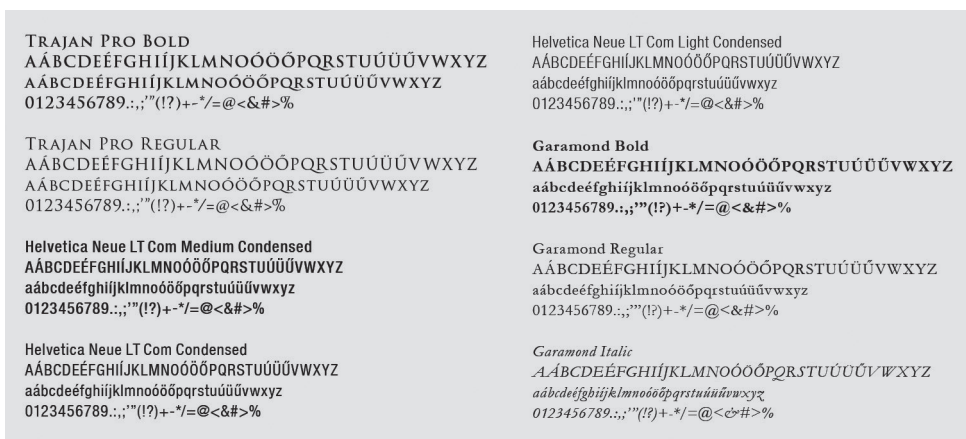 Trajan Pro Bold
AÁBCDEÉFGHIÍJKLMNOÓÖŐPQRSTUÚÜŰVWXYZ
AÁBCDEÉFGHIÍJKLMNOÓÖŐPQRSTUÚÜŰVWXYZ
0123456789.:,;’”(!?)+-*/=@<&#>%
Trajan Pro Regular
AÁBCDEÉFGHIÍJKLMNOÓÖŐPQRSTUÚÜŰVWXYZ
AÁBCDEÉFGHIÍJKLMNOÓÖŐPQRSTUÚÜŰVWXYZ
0123456789.:,;’”(!?)+-*/=@<&#>%
Helvetica Neue LT Com Medium Condensed
AÁBCDEÉFGHIÍJKLMNOÓÖŐPQRSTUÚÜŰVWXYZ
aábcdeéfghiíjklmnoóöőpqrstuúüűvwxyz
0123456789.:,;’”(!?)+-*/=@<&#>%
Helvetica Neue LT Com Condensed
AÁBCDEÉFGHIÍJKLMNOÓÖŐPQRSTUÚÜŰVWXYZ
aábcdeéfghiíjklmnoóöőpqrstuúüűvwxyz
0123456789.:,;’”(!?)+-*/=@<&#>%
Helvetica Neue LT Com Light Condensed
AÁBCDEÉFGHIÍJKLMNOÓÖŐPQRSTUÚÜŰVWXYZ
aábcdeéfghiíjklmnoóöőpqrstuúüűvwxyz
0123456789.:,;’”(!?)+-*/=@<&#>%
Garamond Bold
AÁBCDEÉFGHIÍJKLMNOÓÖŐPQRSTUÚÜŰVWXYZ
aábcdeéfghiíjklmnoóöőpqrstuúüűvwxyz
0123456789.:,;’”(!?)+-*/=@<&#>%
Garamond Regular
AÁBCDEÉFGHIÍJKLMNOÓÖŐPQRSTUÚÜŰVWXYZ
aábcdeéfghiíjklmnoóöőpqrstuúüűvwxyz
0123456789.:,;’”(!?)+-*/=@<&#>%
Garamond Italic
AÁBCDEÉFGHIÍJKLMNOÓÖŐPQRSTUÚÜŰVWXYZ
aábcdeéfghiíjklmnoóöőpqrstuúüűvwxyz
0123456789.:,;’”(!?)+-*/=@<&#>%